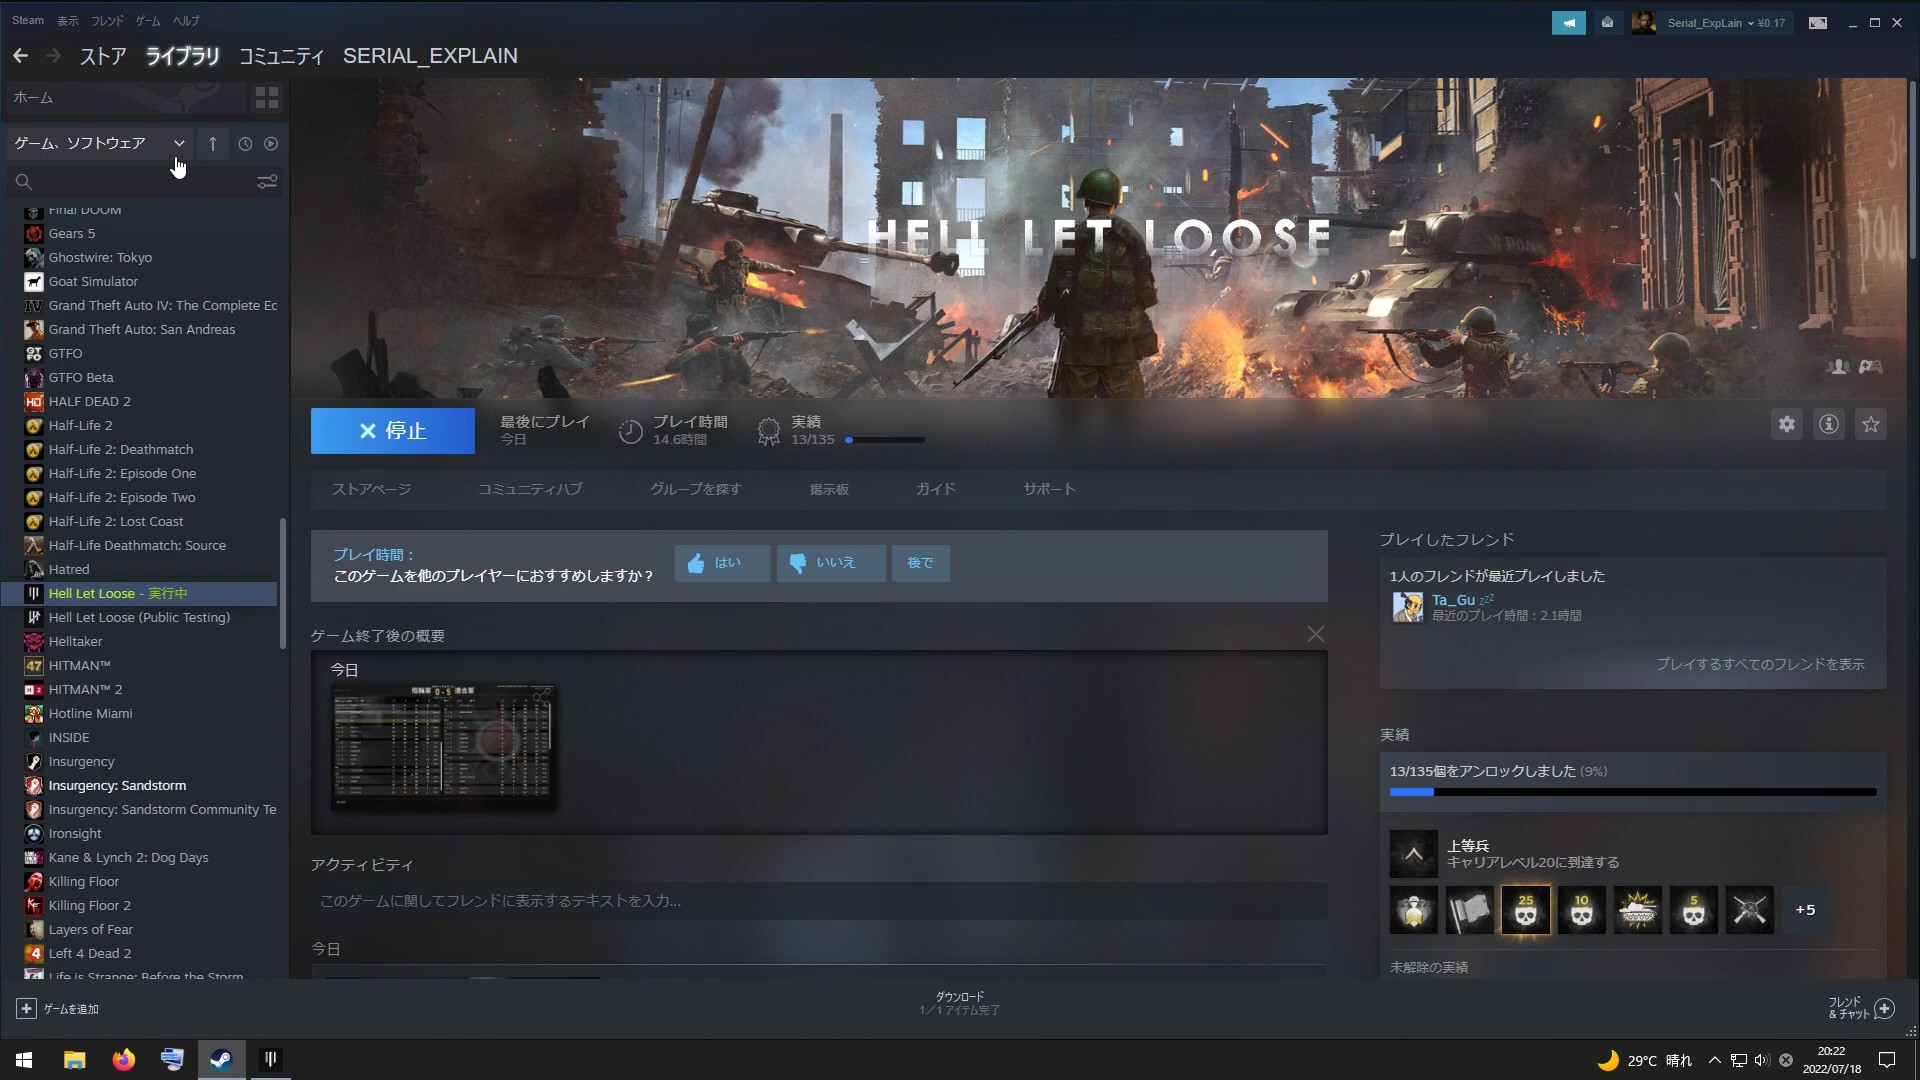 Steam 表示 フレンド ゲーム ヘルプ
Serial_ExpLain ¥0.17
ストア ライブラリ コミュニティ SERIAL_EXPLAIN
ホーム
ゲーム、ソフトウェア
Final DOOM
Gears 5
Ghostwire: Tokyo
Goat Simulator
Grand Theft Auto IV: The Complete Ed
Grand Theft Auto: San Andreas
GTFO
GTFO Beta
HALF DEAD 2
Half-Life 2
Half-Life 2: Deathmatch
Half-Life 2: Episode One
Half-Life 2: Episode Two
Half-Life 2: Lost Coast
Half-Life Deathmatch: Source
Hatred
Hell Let Loose - 実行中
Hell Let Loose (Public Testing)
Helltaker
HITMAN™
HITMAN™ 2
Hotline Miami
INSIDE
Insurgency
Insurgency: Sandstorm
Insurgency: Sandstorm Community Te
Ironsight
Kane & Lynch 2: Dog Days
Killing Floor
Killing Floor 2
Layers of Fear
Left 4 Dead 2
Life is Strange: Before the Storm
ゲームを追加
HELL LET LOOSE
停止
最後にプレイ
今日
プレイ時間
14.6時間
実績
13/135
ストアページ コミュニティハブ グループを探す 掲示板 ガイド サポート
プレイ時間：
このゲームを他のプレイヤーにおすすめしますか？
はい いいえ 後で
ゲーム終了後の概要
今日
枢軸軍 0 - 5 連合軍
アクティビティ
このゲームに関してフレンドに表示するテキストを入力...
今日
プレイしたフレンド
1人のフレンドが最近プレイしました
Ta_Gu zzZ
最近のプレイ時間：2.1時間
プレイするすべてのフレンドを表示
実績
13/135個をアンロックしました (9%)
上等兵
キャリアレベル20に到達する
25 10 5 +5
未解除の実績
ダウンロード
1／1 アイテム完了
フレンド
& チャット
29°C 晴れ
20:22
2022/07/18